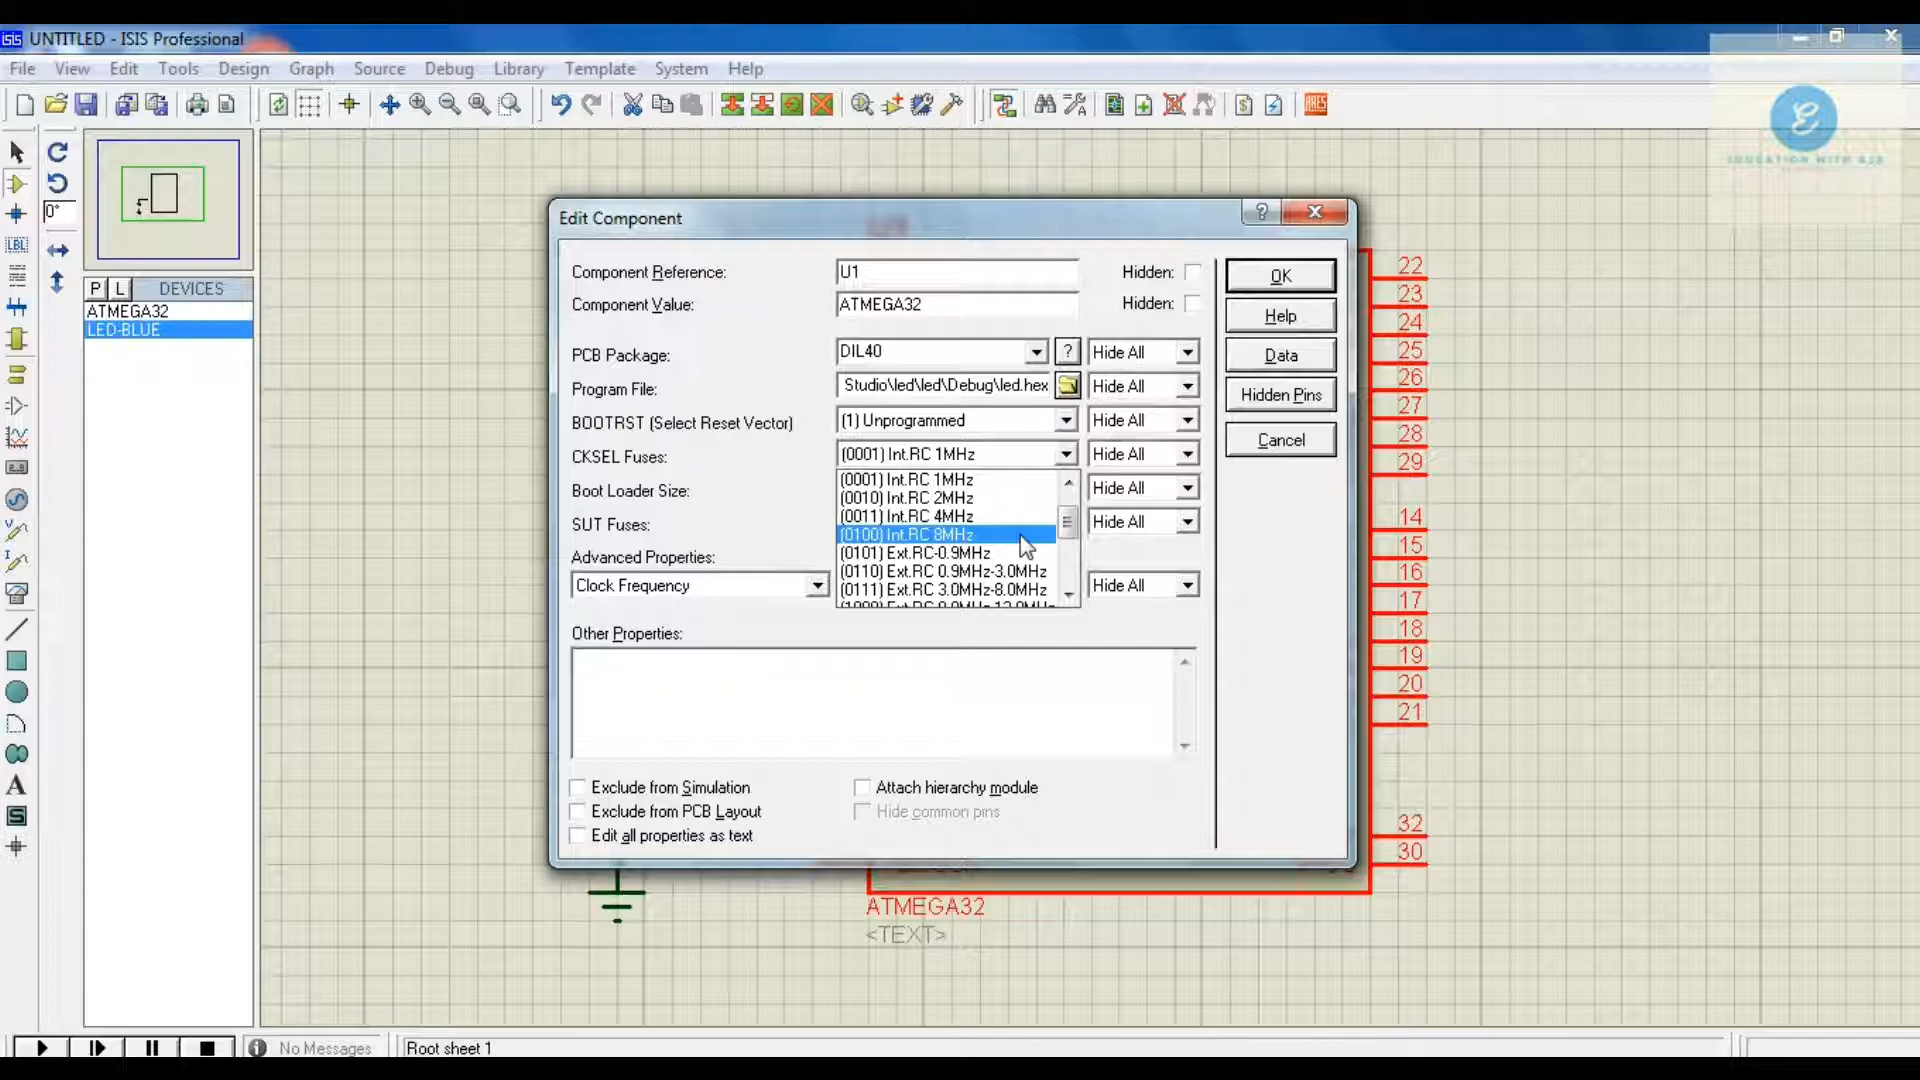 UNTITLED - ISIS Professional
File View Edit Tools Design Graph Source Debug Library Template System Help
EDUCATION WITH
0°
LBL
P L DEVICES
ATMEGA32
LED-BLUE
Edit Component
Component Reference: U1 Hidden:
Component Value: ATMEGA32 Hidden:
PCB Package: DIL40 ? Hide All
Program File: Studio\led\led\Debug\led.hex Hide All
BOOTRST (Select Reset Vector) (1) Unprogrammed Hide All
CKSEL Fuses: (0001) Int.RC 1MHz Hide All
Boot Loader Size: Hide All
SUT Fuses: Hide All
(0001) Int.RC 1MHz
(0010) Int.RC 2MHz
(0011) Int.RC 4MHz
(0100) Int.RC 8MHz
(0101) Ext.RC-0.9MHz
(0110) Ext.RC 0.9MHz-3.0MHz
(0111) Ext.RC 3.0MHz-8.0MHz
Advanced Properties:
Clock Frequency Hide All
Other Properties:
Exclude from Simulation
Exclude from PCB Layout
Edit all properties as text
Attach hierarchy module
Hide common pins
OK
Help
Data
Hidden Pins
Cancel
22
23
24
25
26
27
28
29
14
15
16
17
18
19
20
21
32
30
ATMEGA32
<TEXT>
No Messages
Root sheet 1